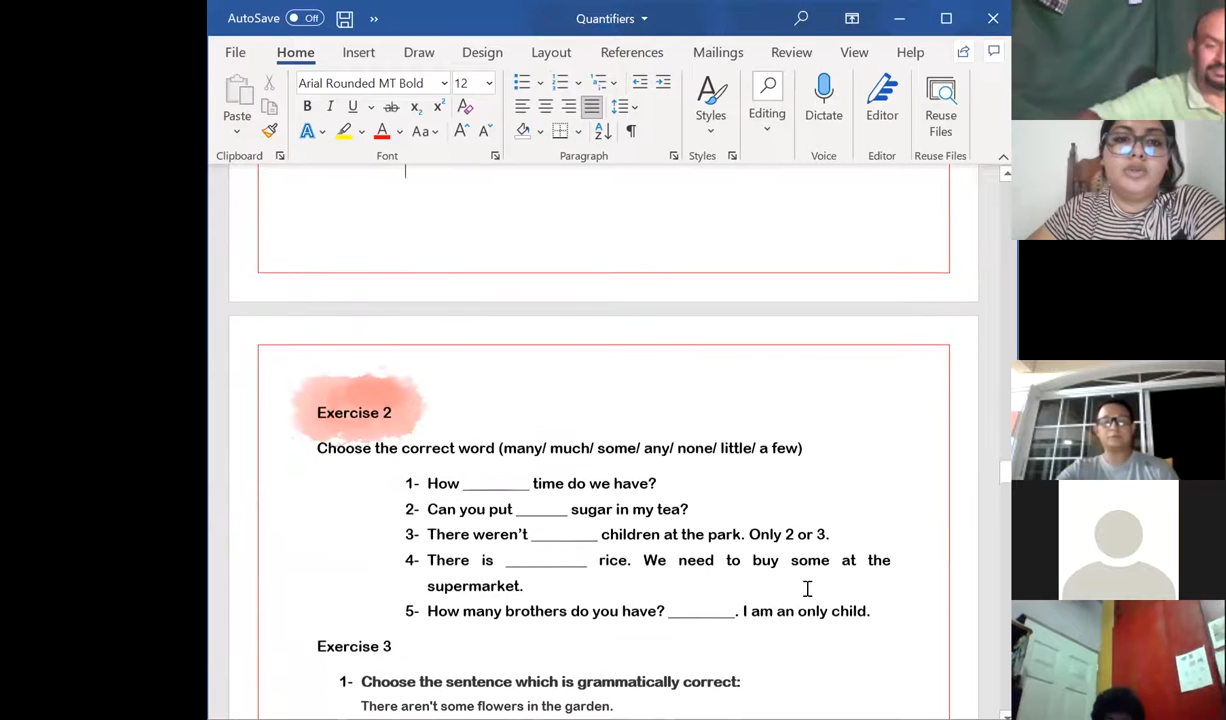 AutoSave Off Quantifiers
File Home Insert Draw Design Layout References Mailings Review View Help
Arial Rounded MT Bold 12
Paste Styles Editing Dictate Editor Reuse Files
Clipboard Font Paragraph Styles Voice Editor Reuse Files
Exercise 2
Choose the correct word (many/ much/ some/ any/ none/ little/ a few)
1- How ________ time do we have?
2- Can you put ______ sugar in my tea?
3- There weren’t ________ children at the park. Only 2 or 3.
4- There is __________ rice. We need to buy some at the
supermarket.
5- How many brothers do you have? ________. I am an only child.
Exercise 3
1- Choose the sentence which is grammatically correct:
There aren't some flowers in the garden.